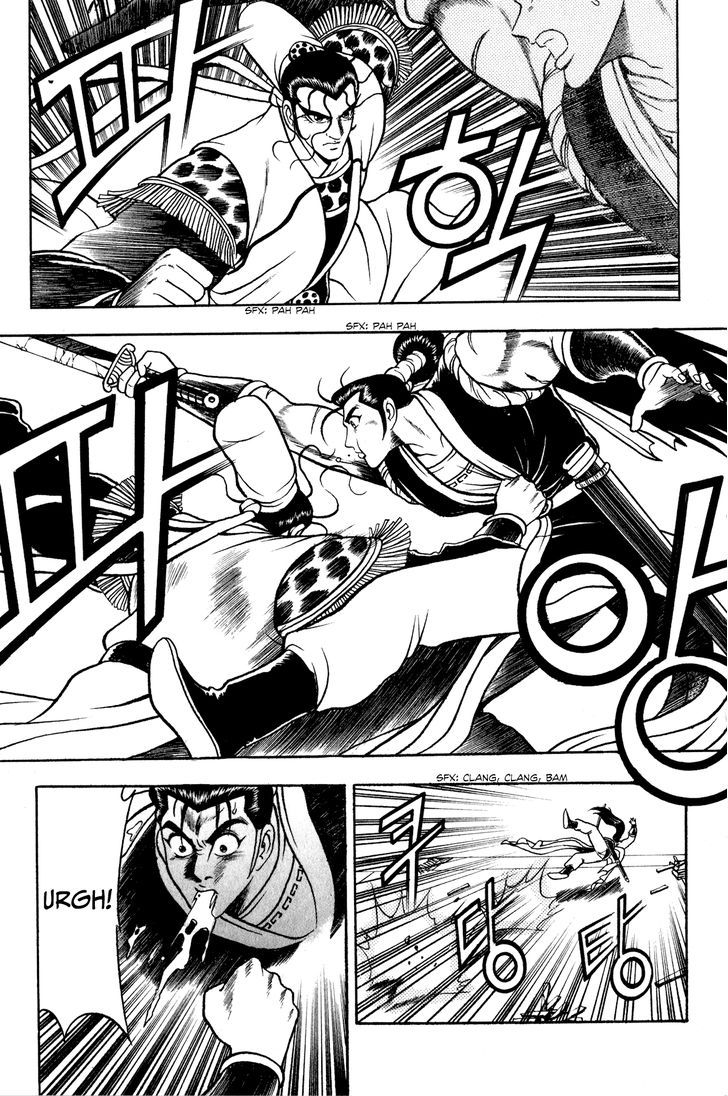 파 학
SFX: PAH PAH
SFX: PAH PAH
파 앙
SFX: CLANG, CLANG, BAM
URGH!
쿠 당 탕